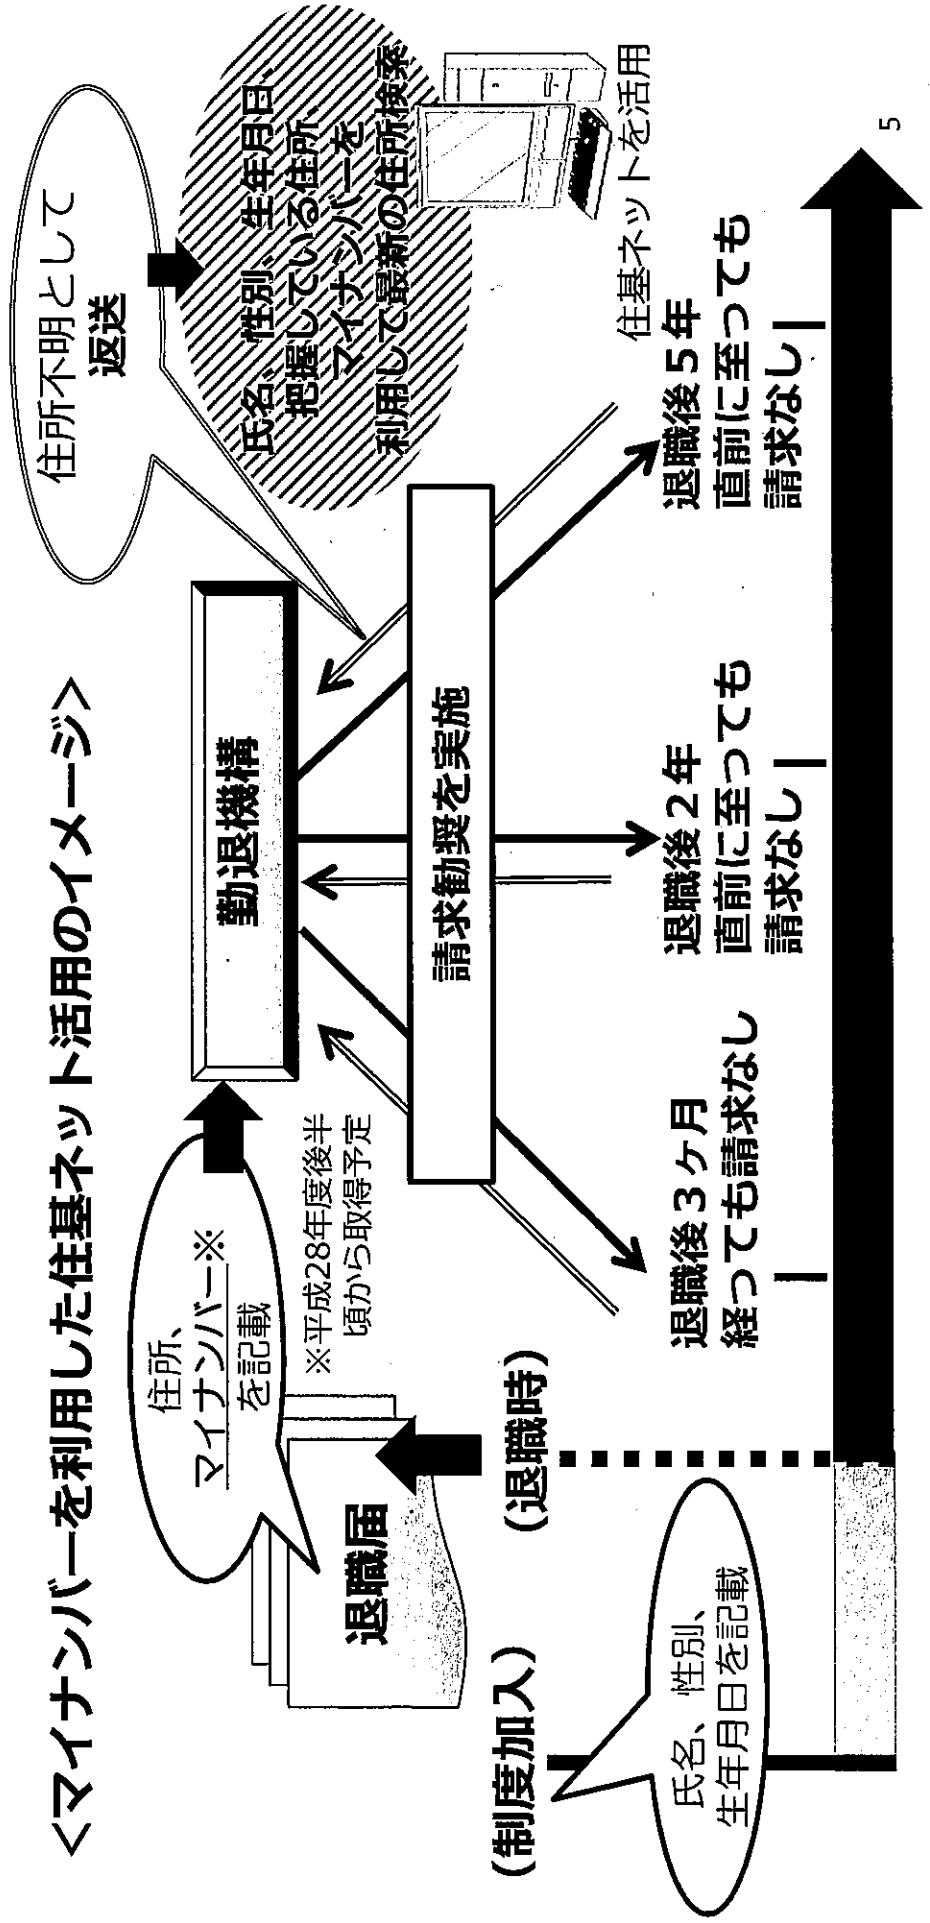 <マイナンバーを利用した住基ネット活用のイメージ>
住所不明として
返送
住所、
マイナンバー※
を記載
勤退機構
氏名、性別、生年月日、
把握している住所、
マイナンバーを
利用して最新の住所検索
※平成28年度後半
頃から取得予定
退職届
請求勧奨を実施
住基ネットを活用
(制度加入)
(退職時)
氏名、性別、
生年月日を記載
退職後3ヶ月
経っても請求なし
退職後2年
直前に至っても
請求なし
退職後5年
直前に至っても
請求なし
5